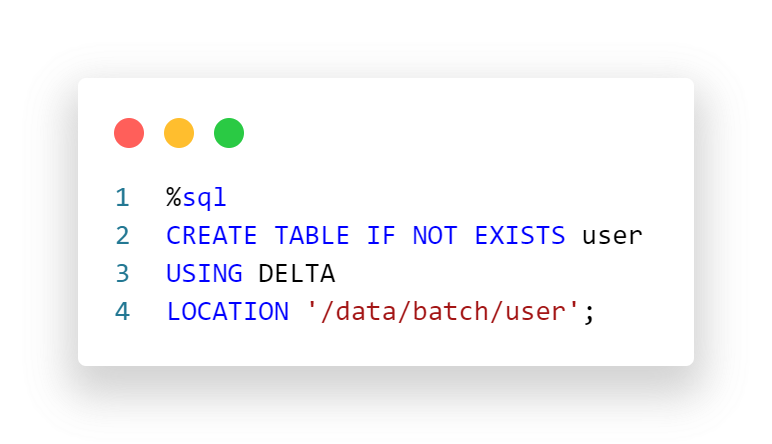 1 %sql
2 CREATE TABLE IF NOT EXISTS user
3 USING DELTA
4 LOCATION '/data/batch/user';